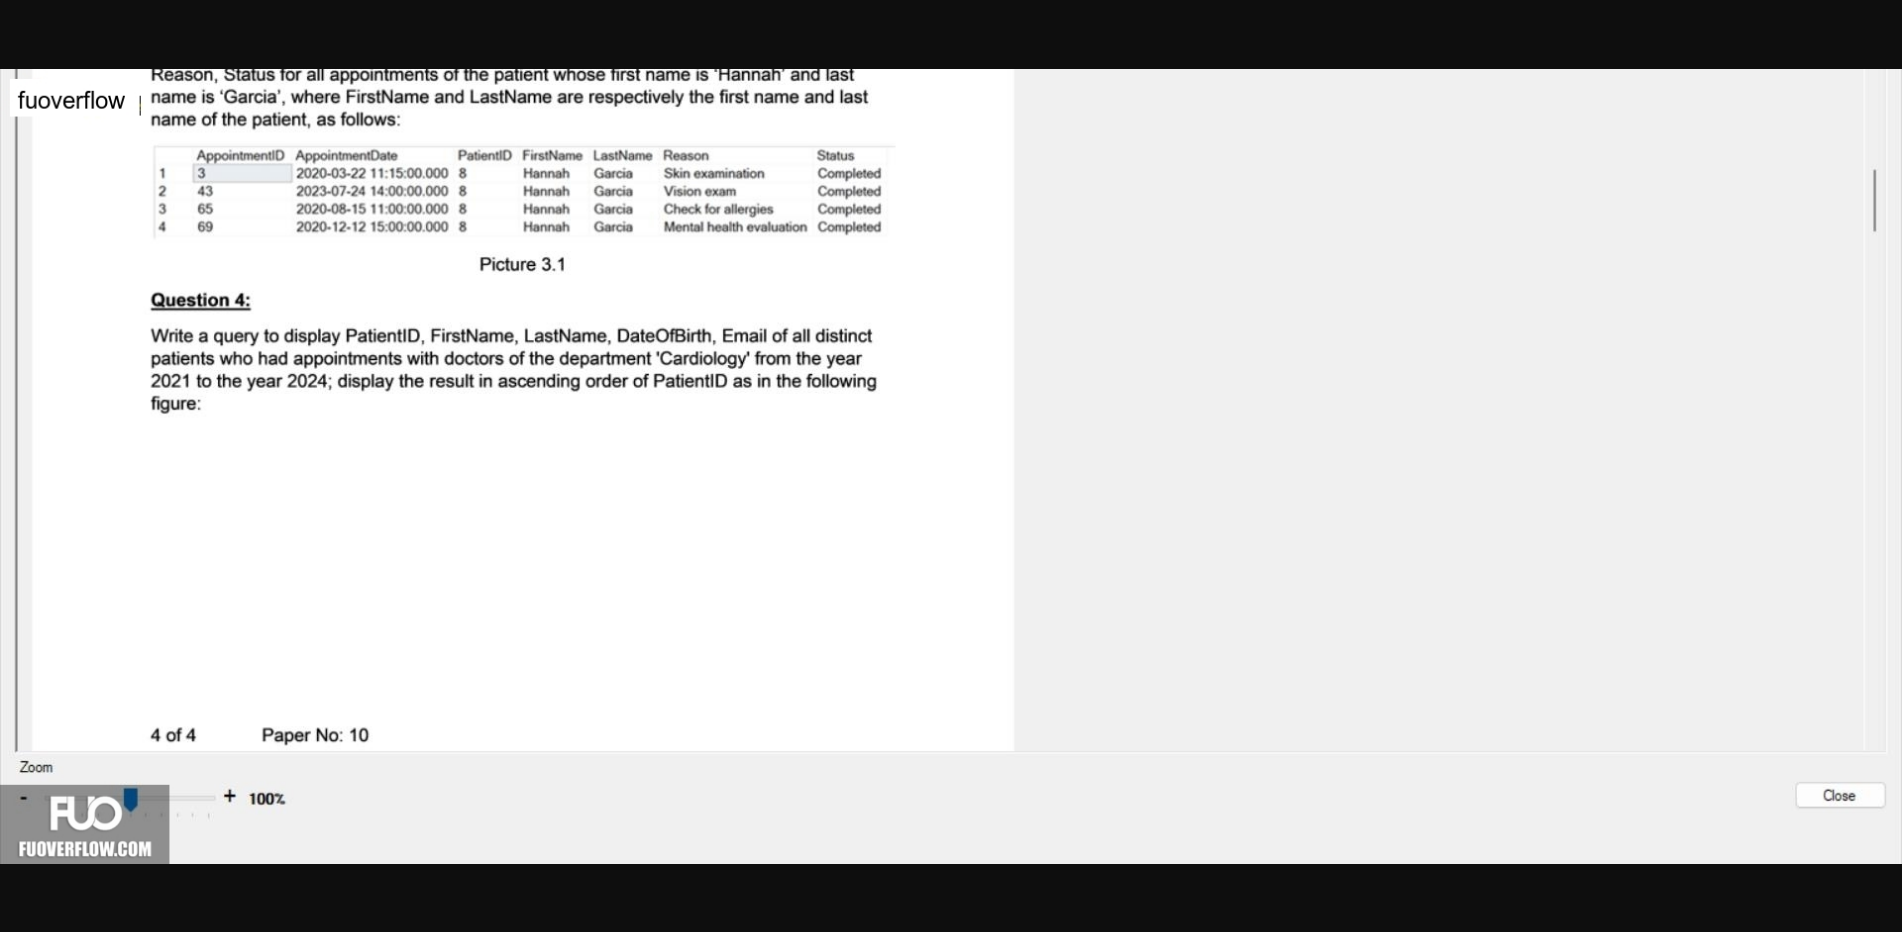 Reason, Status for all appointments of the patient whose first name is 'Hannah' and last
fuoverflow
name is ‘Garcia’, where FirstName and LastName are respectively the first name and last
name of the patient, as follows:
AppointmentID AppointmentDate PatientID FirstName LastName Reason Status
1 3 2020-03-22 11:15:00.000 8 Hannah Garcia Skin examination Completed
2 43 2023-07-24 14:00:00.000 8 Hannah Garcia Vision exam Completed
3 65 2020-08-15 11:00:00.000 8 Hannah Garcia Check for allergies Completed
4 69 2020-12-12 15:00:00.000 8 Hannah Garcia Mental health evaluation Completed
Picture 3.1
Question 4:
Write a query to display PatientID, FirstName, LastName, DateOfBirth, Email of all distinct
patients who had appointments with doctors of the department 'Cardiology' from the year
2021 to the year 2024; display the result in ascending order of PatientID as in the following
figure:
4 of 4 Paper No: 10
Zoom
- + 100%
Close
FUO
FUOVERFLOW.COM